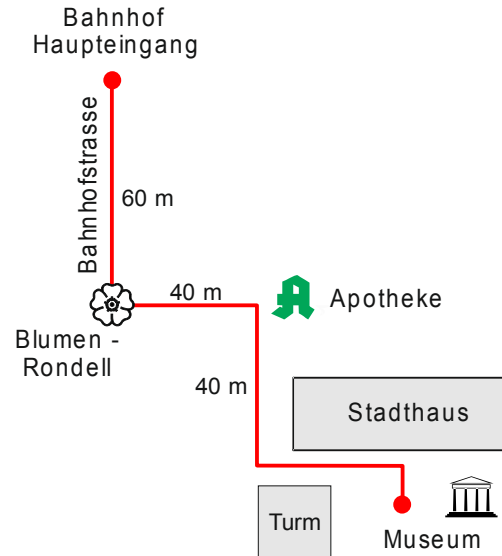 Bahnhof
Haupteingang
Bahnhofstrasse
60 m
40 m
Apotheke
Blumen -
Rondell
40 m
Stadthaus
Turm
Museum